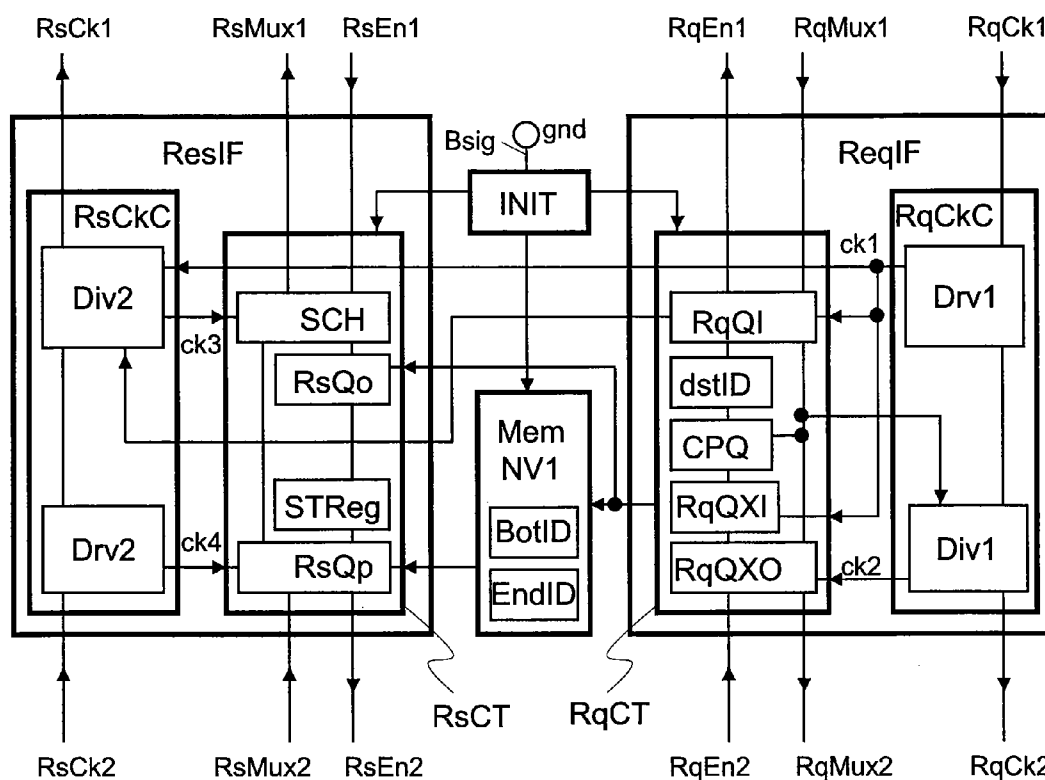 RsCk1 RsMux1 RsEn1 RqEn1 RqMux1 RqCk1
ResIF
Bsig
gnd
ReqIF
INIT
RsCkC
RqCkC
ck1
Div2
SCH
RqQI
Drv1
ck3
RsQo
dstID
Mem
NV1
CPQ
STReg
RqQXI
BotID
Drv2
ck4
RsQp
EndID
RqQXO
ck2
Div1
RsCT
RqCT
RsCk2 RsMux2 RsEn2 RqEn2 RqMux2 RqCk2